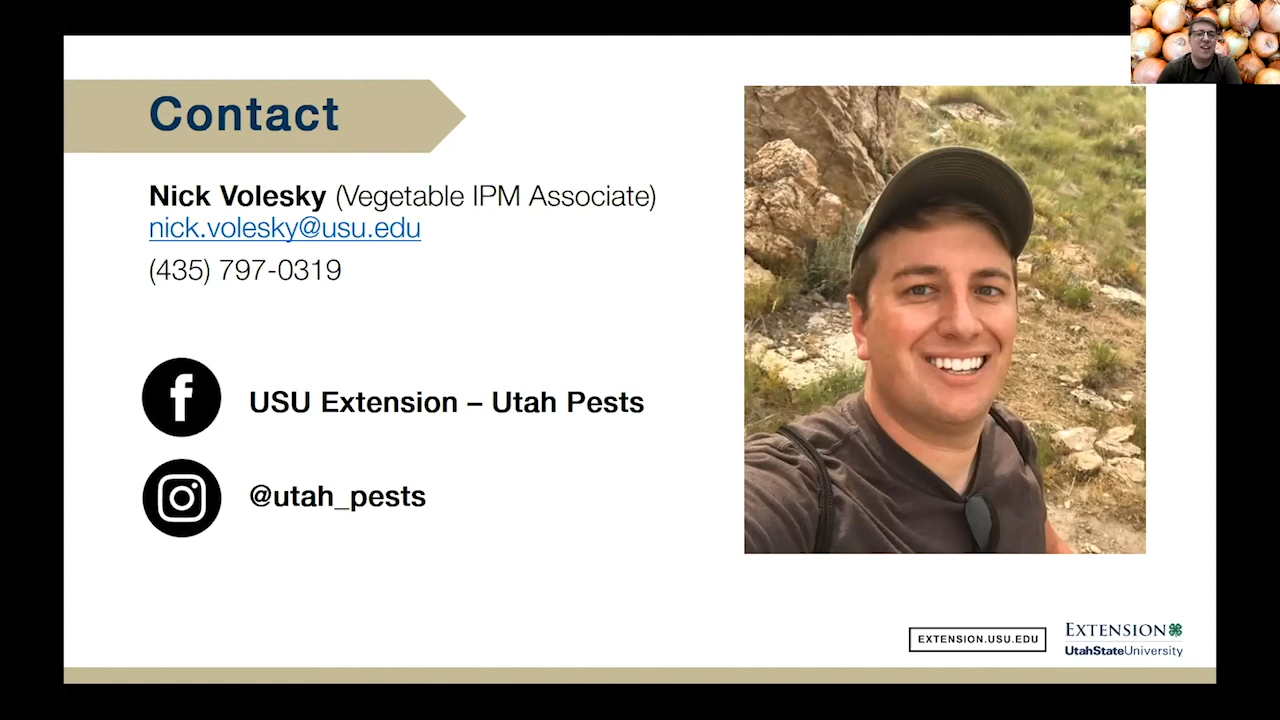 Contact
Nick Volesky (Vegetable IPM Associate)
nick.volesky@usu.edu
(435) 797-0319
USU Extension – Utah Pests
@utah_pests
EXTENSION.USU.EDU
EXTENSION
UtahStateUniversity